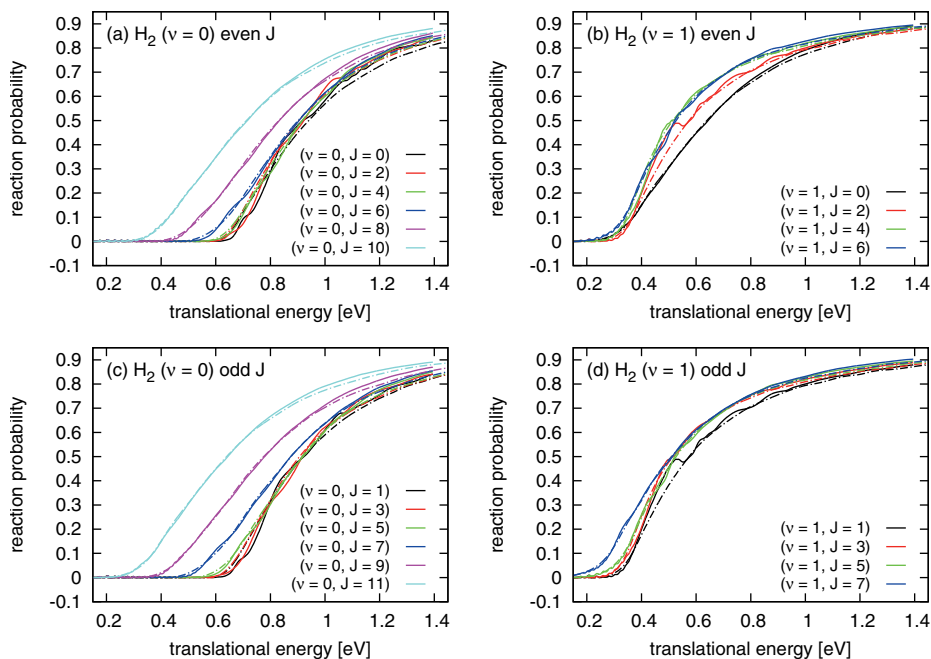 (a) H₂ (ν = 0) even J
reaction probability
0.9
0.8
0.7
0.6
0.5
0.4
0.3
0.2
0.1
0
-0.1
(ν = 0, J = 0)
(ν = 0, J = 2)
(ν = 0, J = 4)
(ν = 0, J = 6)
(ν = 0, J = 8)
(ν = 0, J = 10)
0.2 0.4 0.6 0.8 1 1.2 1.4
translational energy [eV]
(b) H₂ (ν = 1) even J
reaction probability
0.9
0.8
0.7
0.6
0.5
0.4
0.3
0.2
0.1
0
-0.1
(ν = 1, J = 0)
(ν = 1, J = 2)
(ν = 1, J = 4)
(ν = 1, J = 6)
0.2 0.4 0.6 0.8 1 1.2 1.4
translational energy [eV]
(c) H₂ (ν = 0) odd J
reaction probability
0.9
0.8
0.7
0.6
0.5
0.4
0.3
0.2
0.1
0
-0.1
(ν = 0, J = 1)
(ν = 0, J = 3)
(ν = 0, J = 5)
(ν = 0, J = 7)
(ν = 0, J = 9)
(ν = 0, J = 11)
0.2 0.4 0.6 0.8 1 1.2 1.4
translational energy [eV]
(d) H₂ (ν = 1) odd J
reaction probability
0.9
0.8
0.7
0.6
0.5
0.4
0.3
0.2
0.1
0
-0.1
(ν = 1, J = 1)
(ν = 1, J = 3)
(ν = 1, J = 5)
(ν = 1, J = 7)
0.2 0.4 0.6 0.8 1 1.2 1.4
translational energy [eV]